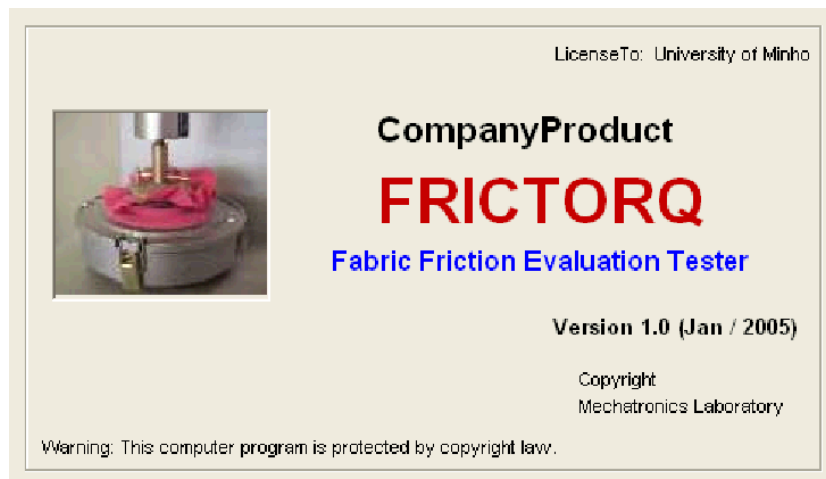 LicenseTo: University of Minho
CompanyProduct
FRICTORQ
Fabric Friction Evaluation Tester
Version 1.0 (Jan / 2005)
Copyright
Mechatronics Laboratory
Warning: This computer program is protected by copyright law.